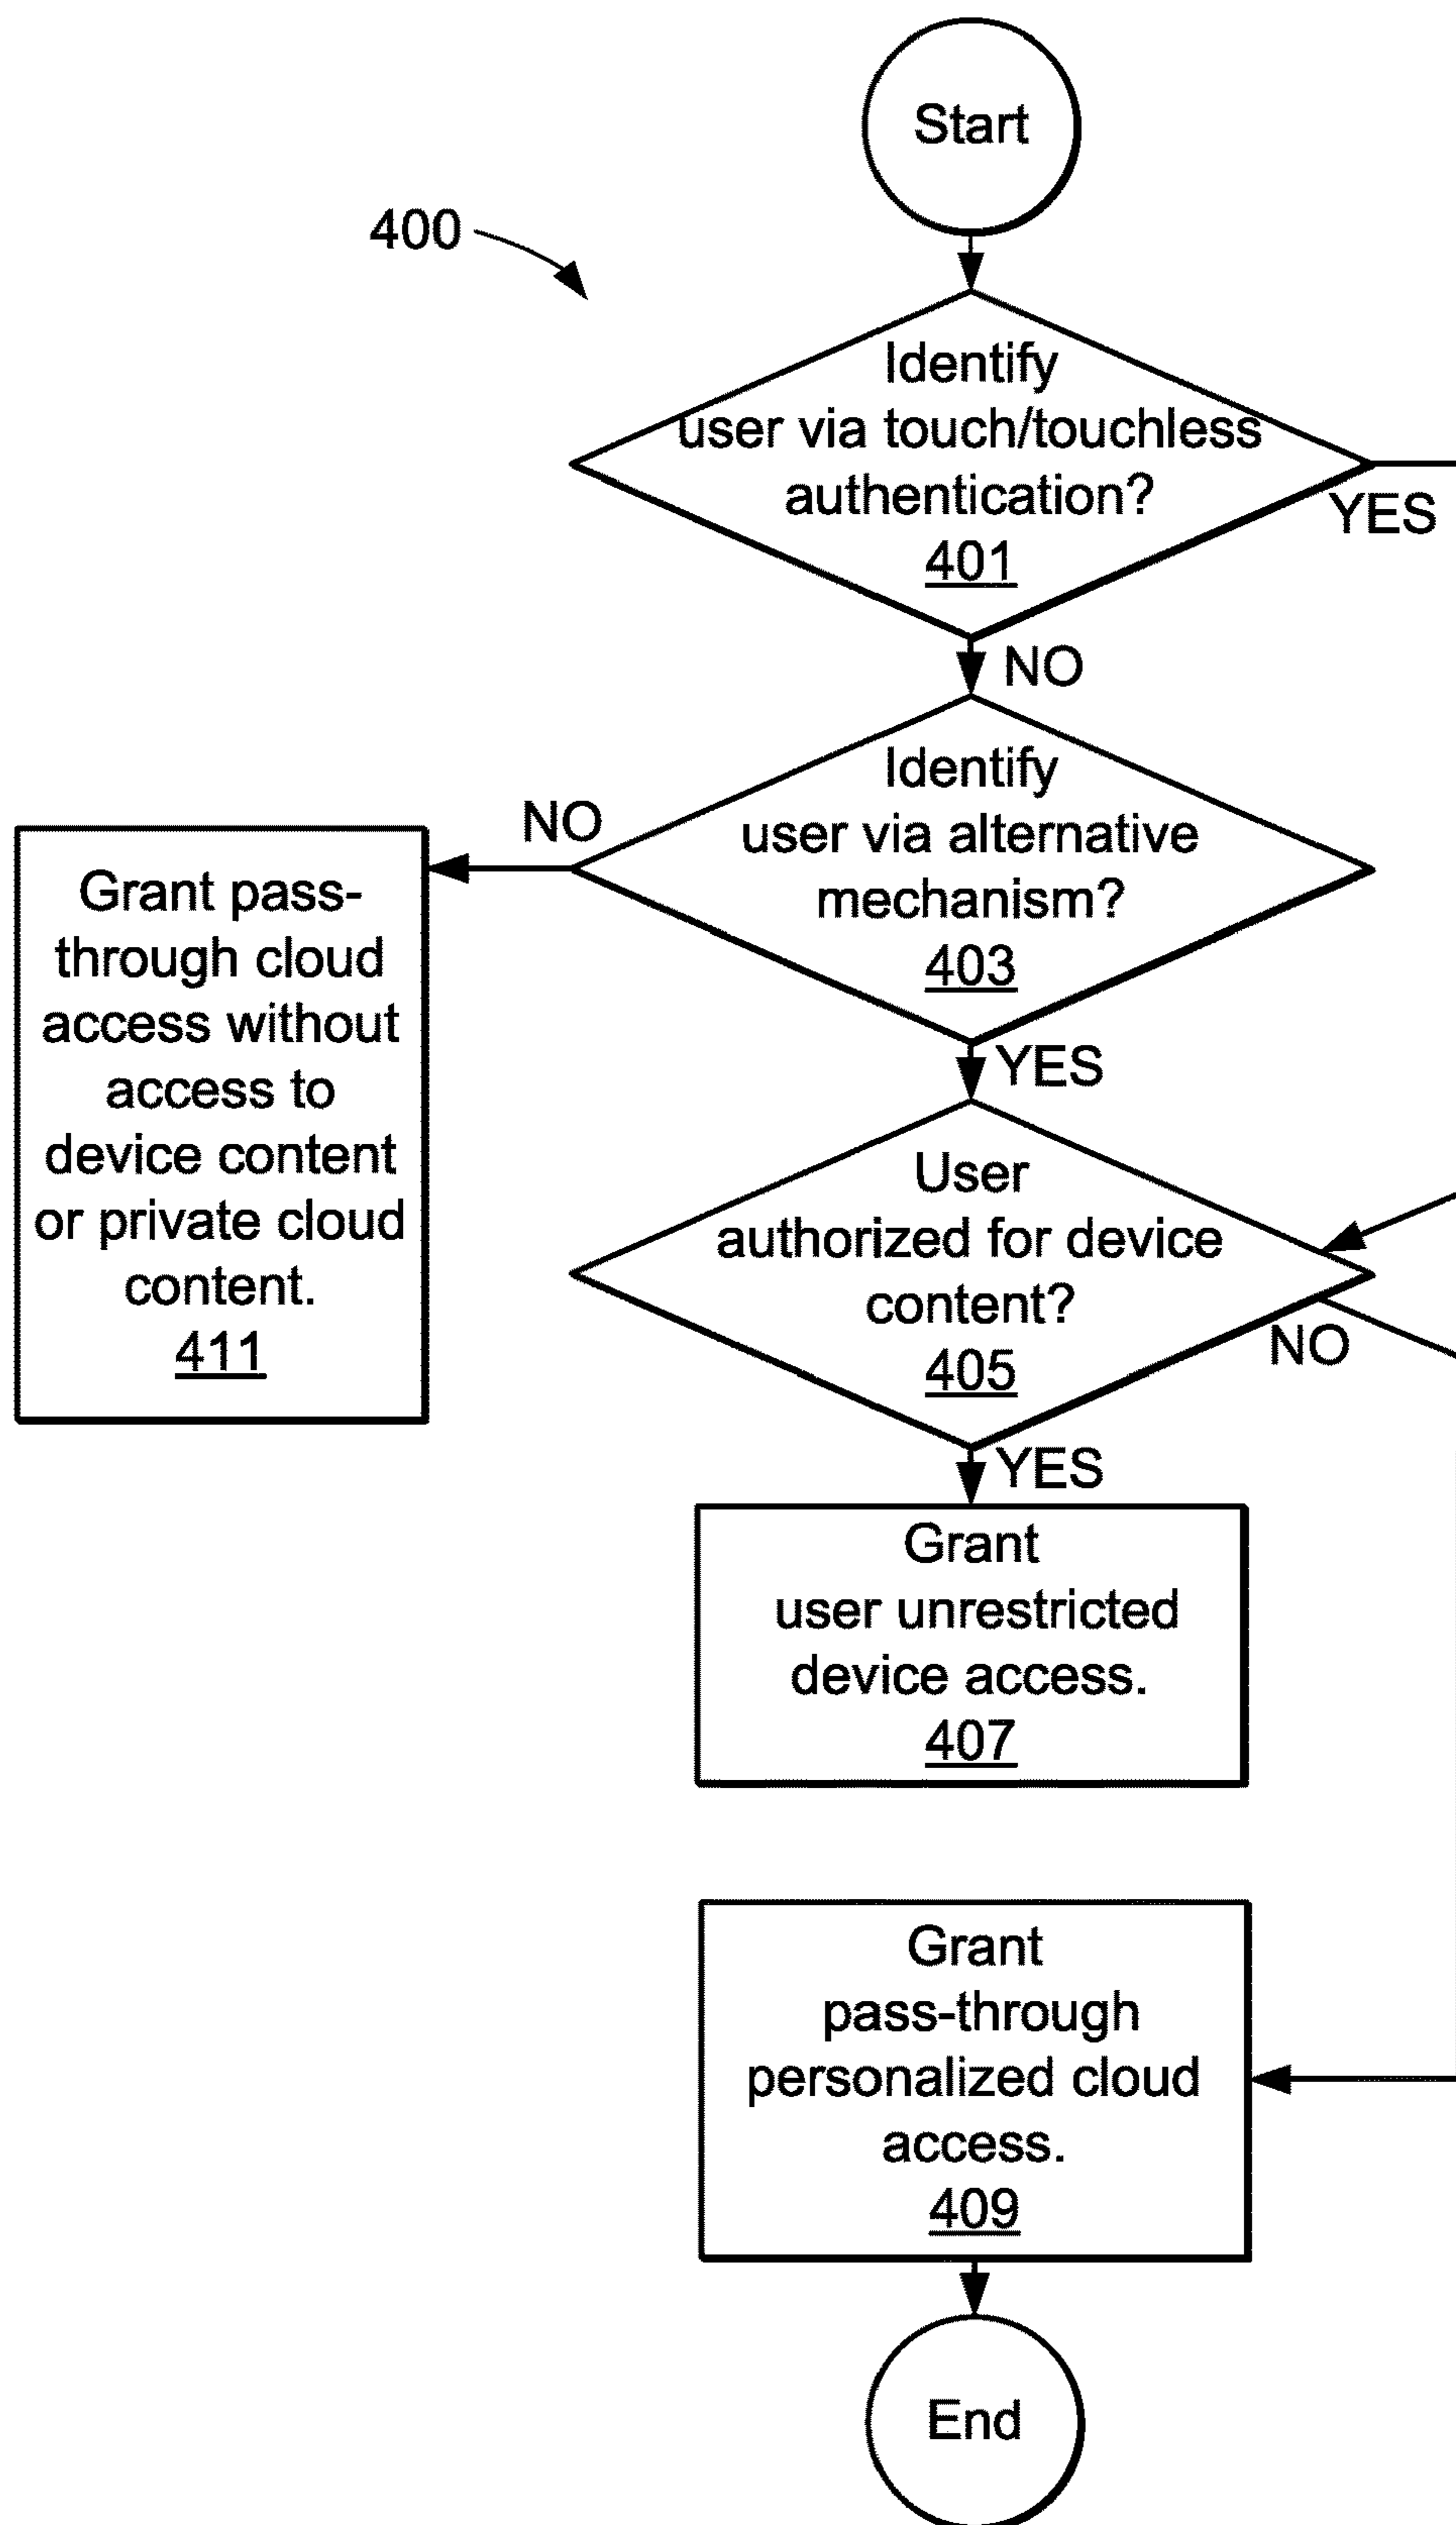 Start
400
Identify
user via touch/touchless
authentication?
401
YES
NO
Identify
user via alternative
mechanism?
403
NO
YES
Grant pass-
through cloud
access without
access to
device content
or private cloud
content.
411
User
authorized for device
content?
405
NO
YES
Grant
user unrestricted
device access.
407
Grant
pass-through
personalized cloud
access.
409
End